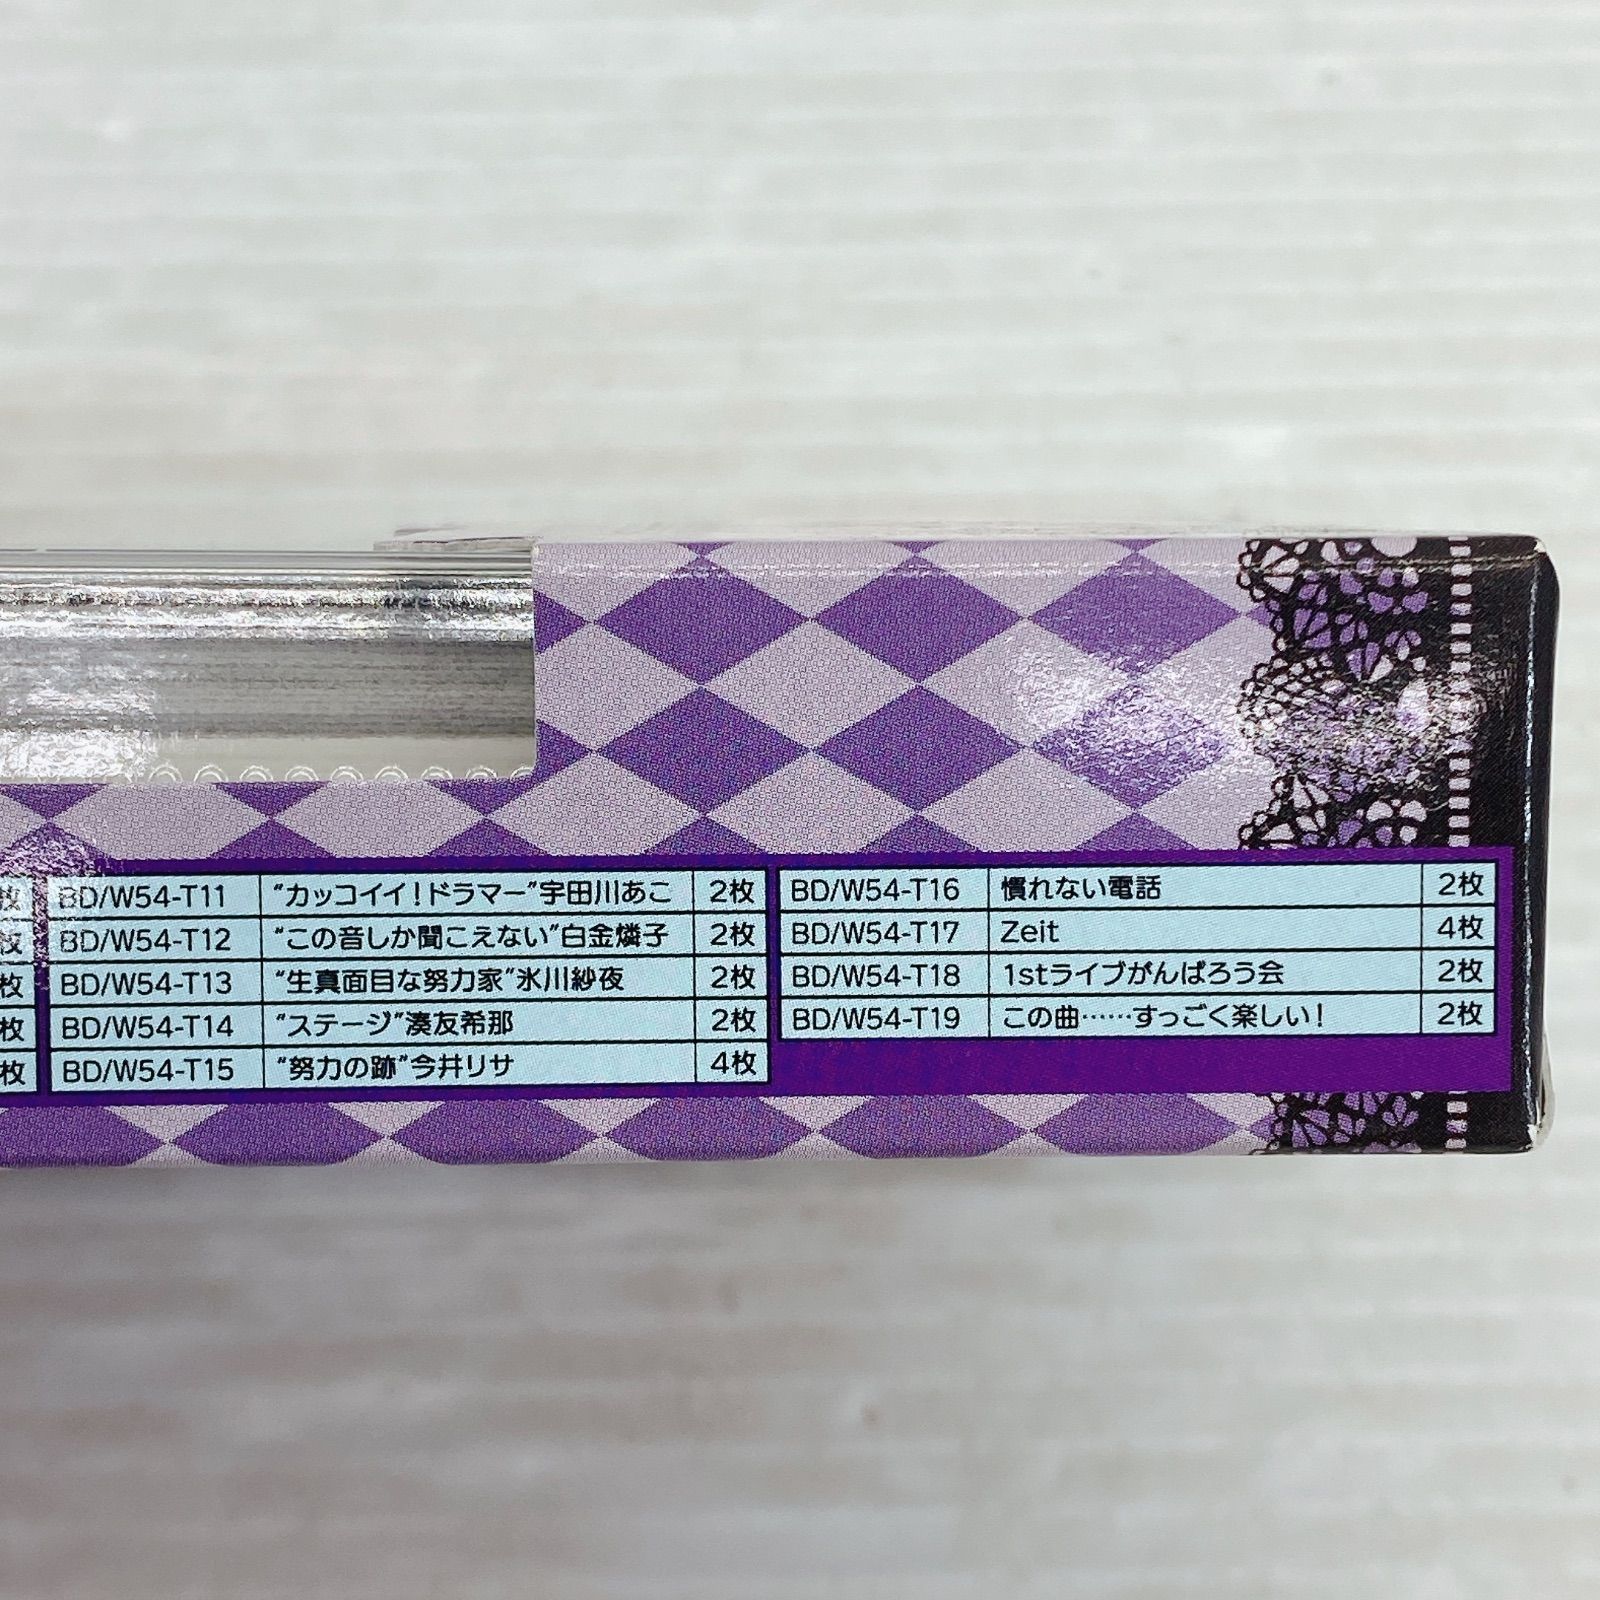 枚
枚
枚
枚
枚
BD/W54-T11 “カッコイイ！ドラマー”宇田川あこ 2枚
BD/W54-T12 “この音しか聞こえない”白金燐子 2枚
BD/W54-T13 “生真面目な努力家”氷川紗夜 2枚
BD/W54-T14 “ステージ”湊友希那 2枚
BD/W54-T15 “努力の跡”今井リサ 4枚
BD/W54-T16 慣れない電話 2枚
BD/W54-T17 Zeit 4枚
BD/W54-T18 1stライブがんばろう会 2枚
BD/W54-T19 この曲……すっごく楽しい！ 2枚